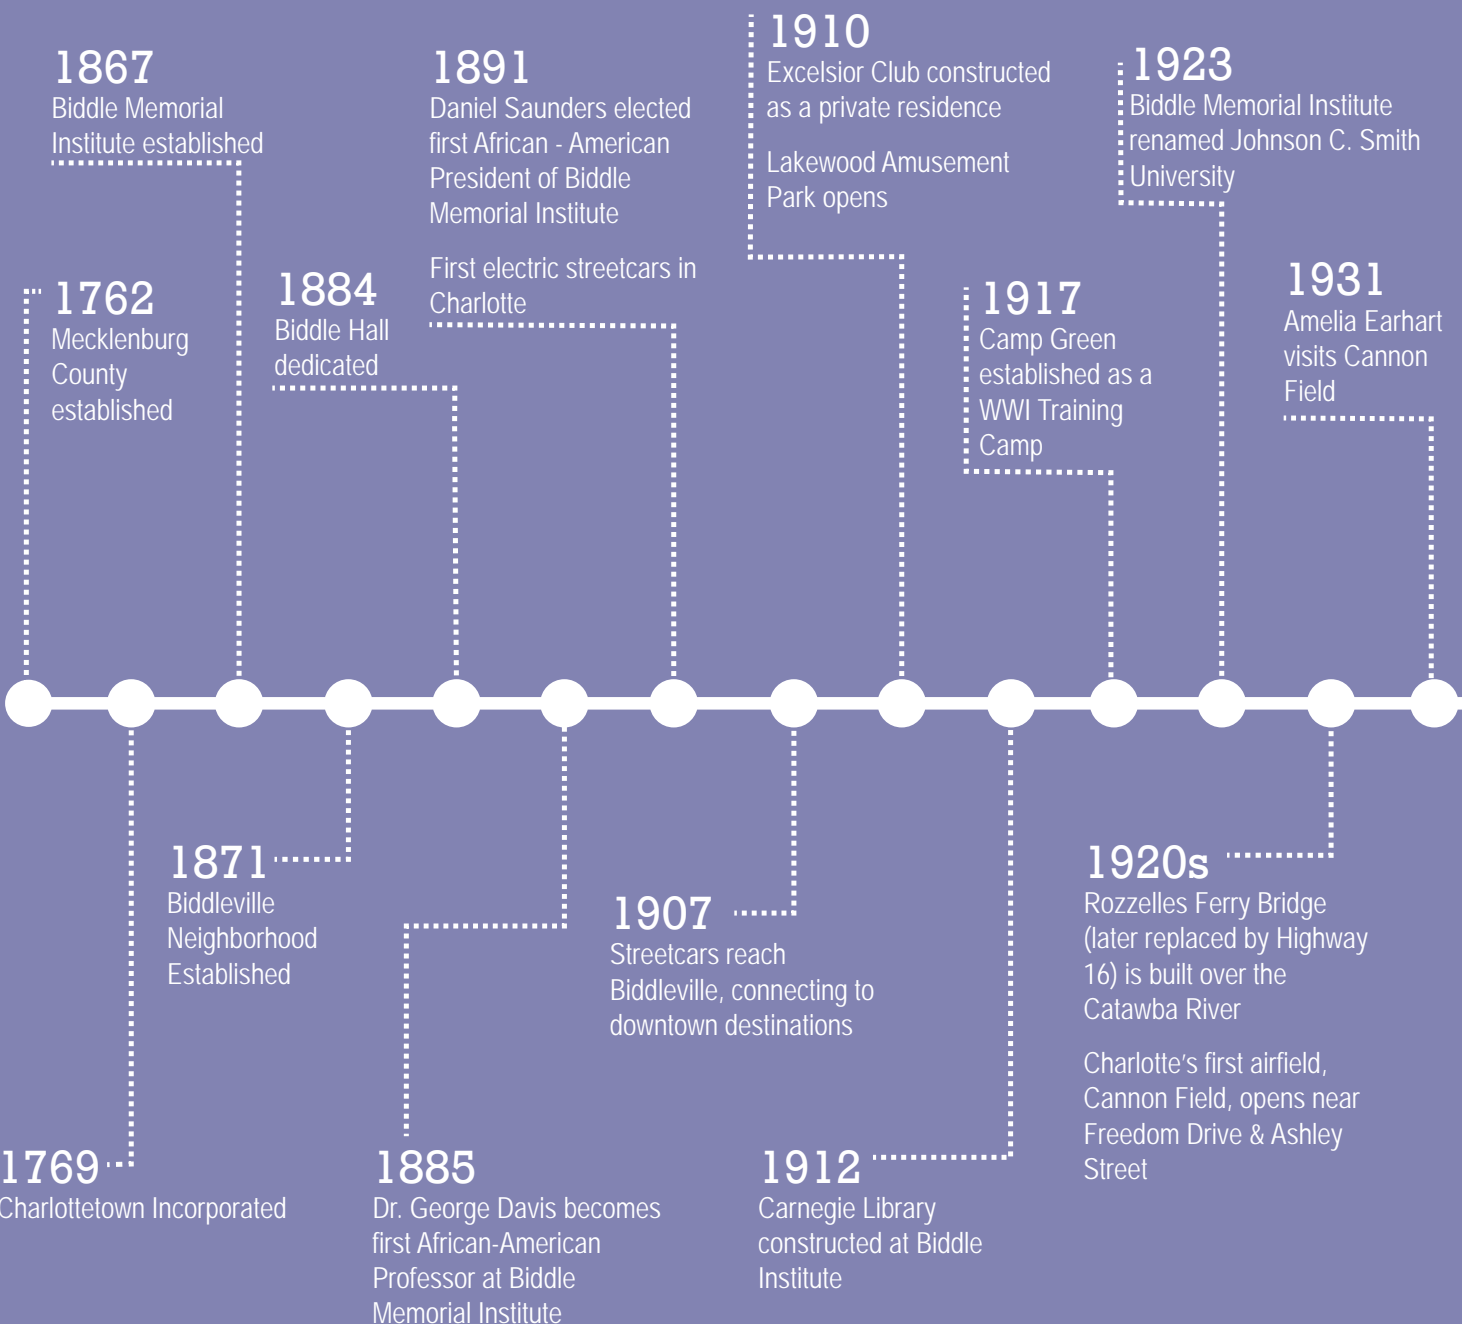 1867
Biddle Memorial
Institute established
1891
Daniel Saunders elected
first African - American
President of Biddle
Memorial Institute
First electric streetcars in
Charlotte
1910
Excelsior Club constructed
as a private residence
Lakewood Amusement
Park opens
1923
Biddle Memorial Institute
renamed Johnson C. Smith
University
1762
Mecklenburg
County
established
1884
Biddle Hall
dedicated
1917
Camp Green
established as a
WWI Training
Camp
1931
Amelia Earhart
visits Cannon
Field
1871
Biddleville
Neighborhood
Established
1907
Streetcars reach
Biddleville, connecting to
downtown destinations
1920s
Rozzelles Ferry Bridge
(later replaced by Highway
16) is built over the
Catawba River
Charlotte's first airfield,
Cannon Field, opens near
Freedom Drive & Ashley
Street
1769
Charlottetown Incorporated
1885
Dr. George Davis becomes
first African-American
Professor at Biddle
Memorial Institute
1912
Carnegie Library
constructed at Biddle
Institute